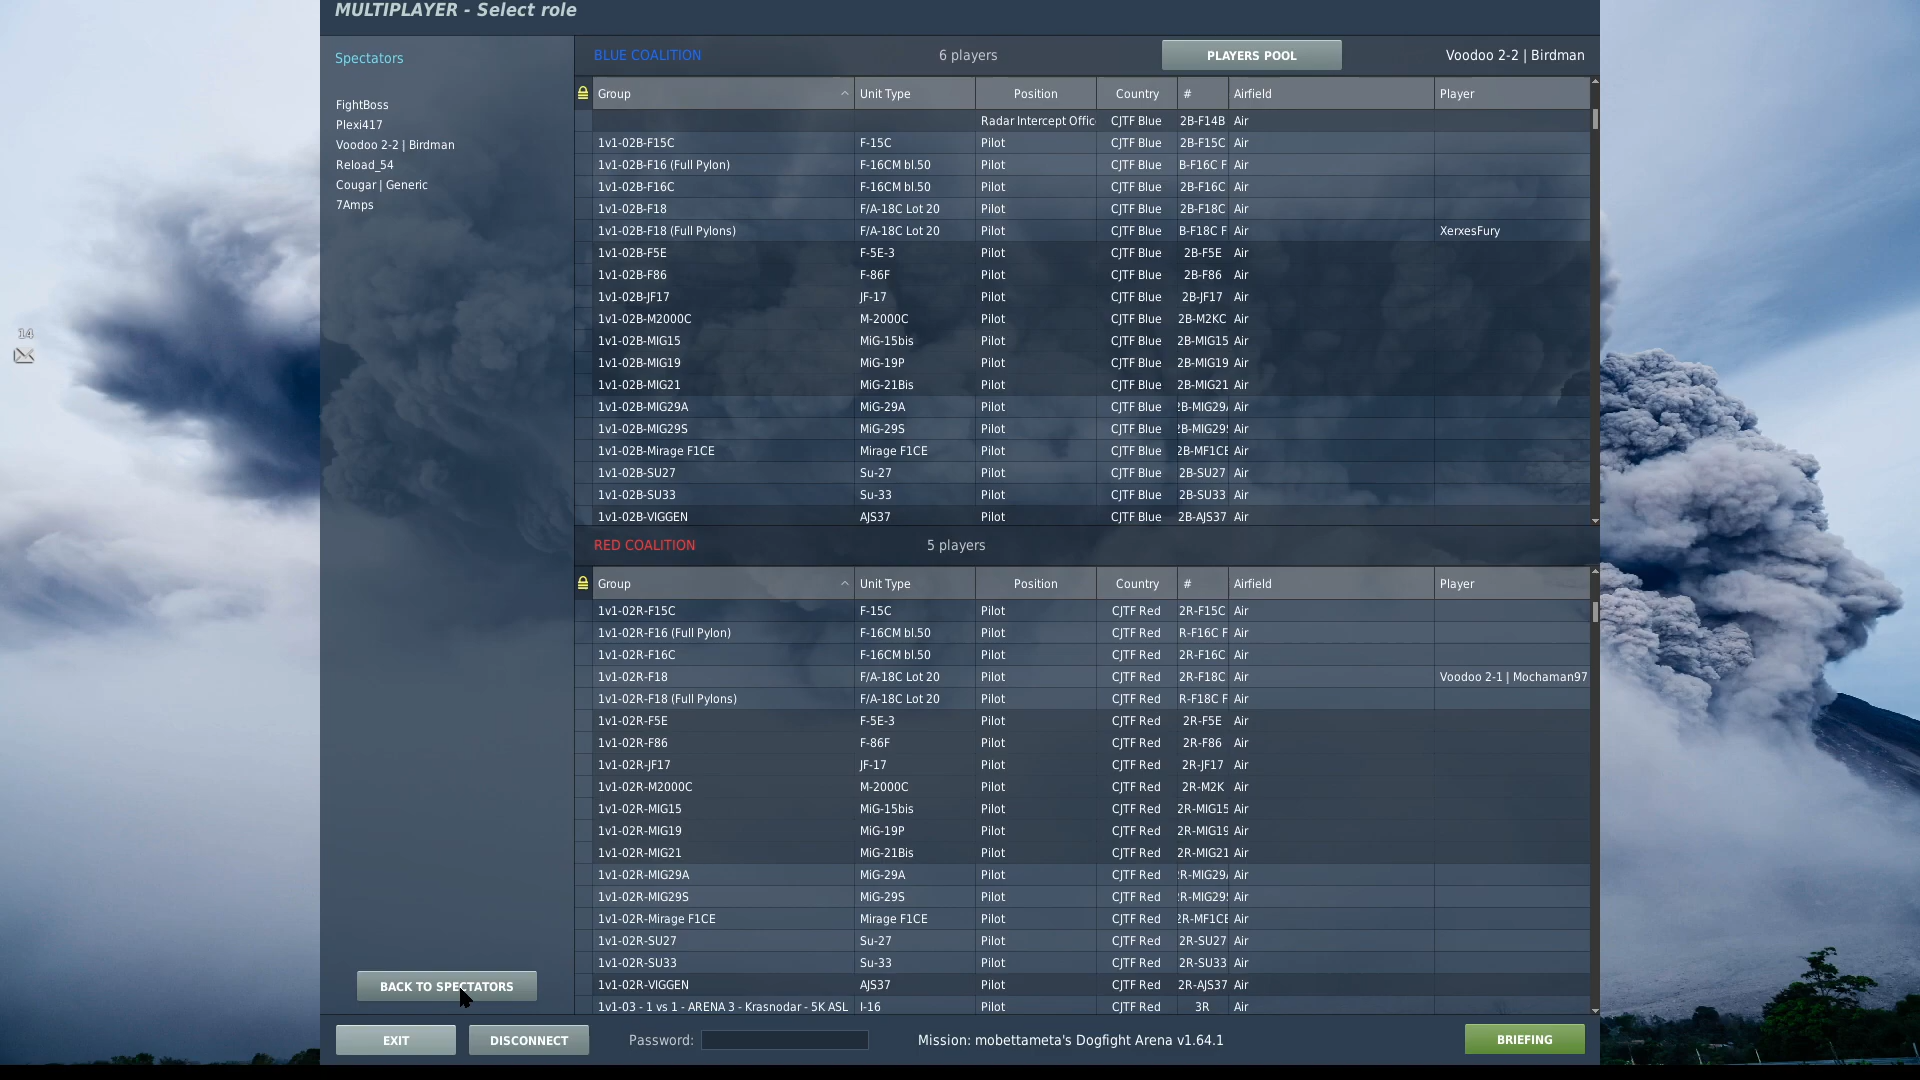 MULTIPLAYER - Select role
Spectators
FightBoss
Plexi417
Voodoo 2-2 | Birdman
Reload_54
Cougar | Generic
7Amps
14
BLUE COALITION 6 players PLAYERS POOL Voodoo 2-2 | Birdman
Group Unit Type Position Country # Airfield Player
Radar Intercept Offic CJTF Blue 2B-F14B Air
1v1-02B-F15C F-15C Pilot CJTF Blue 2B-F15C Air
1v1-02B-F16 (Full Pylon) F-16CM bl.50 Pilot CJTF Blue B-F16C F Air
1v1-02B-F16C F-16CM bl.50 Pilot CJTF Blue 2B-F16C Air
1v1-02B-F18 F/A-18C Lot 20 Pilot CJTF Blue 2B-F18C Air
1v1-02B-F18 (Full Pylons) F/A-18C Lot 20 Pilot CJTF Blue B-F18C F Air XerxesFury
1v1-02B-F5E F-5E-3 Pilot CJTF Blue 2B-F5E Air
1v1-02B-F86 F-86F Pilot CJTF Blue 2B-F86 Air
1v1-02B-JF17 JF-17 Pilot CJTF Blue 2B-JF17 Air
1v1-02B-M2000C M-2000C Pilot CJTF Blue 2B-M2KC Air
1v1-02B-MIG15 MiG-15bis Pilot CJTF Blue 2B-MIG15 Air
1v1-02B-MIG19 MiG-19P Pilot CJTF Blue 2B-MIG19 Air
1v1-02B-MIG21 MiG-21Bis Pilot CJTF Blue 2B-MIG21 Air
1v1-02B-MIG29A MiG-29A Pilot CJTF Blue 2B-MIG29A Air
1v1-02B-MIG29S MiG-29S Pilot CJTF Blue 2B-MIG29S Air
1v1-02B-Mirage F1CE Mirage F1CE Pilot CJTF Blue 2B-MF1CE Air
1v1-02B-SU27 Su-27 Pilot CJTF Blue 2B-SU27 Air
1v1-02B-SU33 Su-33 Pilot CJTF Blue 2B-SU33 Air
1v1-02B-VIGGEN AJS37 Pilot CJTF Blue 2B-AJS37 Air
RED COALITION 5 players
Group Unit Type Position Country # Airfield Player
1v1-02R-F15C F-15C Pilot CJTF Red 2R-F15C Air
1v1-02R-F16 (Full Pylon) F-16CM bl.50 Pilot CJTF Red R-F16C F Air
1v1-02R-F16C F-16CM bl.50 Pilot CJTF Red 2R-F16C Air
1v1-02R-F18 F/A-18C Lot 20 Pilot CJTF Red 2R-F18C Air Voodoo 2-1 | Mochaman97
1v1-02R-F18 (Full Pylons) F/A-18C Lot 20 Pilot CJTF Red R-F18C F Air
1v1-02R-F5E F-5E-3 Pilot CJTF Red 2R-F5E Air
1v1-02R-F86 F-86F Pilot CJTF Red 2R-F86 Air
1v1-02R-JF17 JF-17 Pilot CJTF Red 2R-JF17 Air
1v1-02R-M2000C M-2000C Pilot CJTF Red 2R-M2K Air
1v1-02R-MIG15 MiG-15bis Pilot CJTF Red 2R-MIG15 Air
1v1-02R-MIG19 MiG-19P Pilot CJTF Red 2R-MIG19 Air
1v1-02R-MIG21 MiG-21Bis Pilot CJTF Red 2R-MIG21 Air
1v1-02R-MIG29A MiG-29A Pilot CJTF Red 2R-MIG29A Air
1v1-02R-MIG29S MiG-29S Pilot CJTF Red 2R-MIG29S Air
1v1-02R-Mirage F1CE Mirage F1CE Pilot CJTF Red 2R-MF1CE Air
1v1-02R-SU27 Su-27 Pilot CJTF Red 2R-SU27 Air
1v1-02R-SU33 Su-33 Pilot CJTF Red 2R-SU33 Air
1v1-02R-VIGGEN AJS37 Pilot CJTF Red 2R-AJS37 Air
1v1-03 - 1 vs 1 - ARENA 3 - Krasnodar - 5K ASL I-16 Pilot CJTF Red 3R Air
BACK TO SPECTATORS
EXIT DISCONNECT Password: Mission: mobettameta's Dogfight Arena v1.64.1 BRIEFING